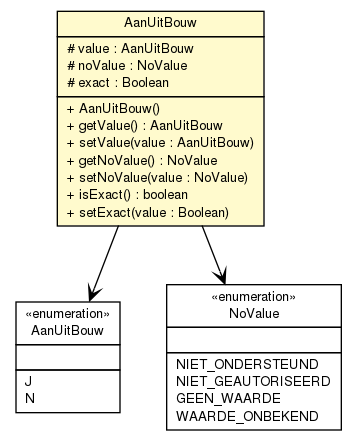 AanUitBouw
# value : AanUitBouw
# noValue : NoValue
# exact : Boolean
+ AanUitBouw()
+ getValue() : AanUitBouw
+ setValue(value : AanUitBouw)
+ getNoValue() : NoValue
+ setNoValue(value : NoValue)
+ isExact() : boolean
+ setExact(value : Boolean)
«enumeration»
AanUitBouw
J
N
«enumeration»
NoValue
NIET_ONDERSTEUND
NIET_GEAUTORISEERD
GEEN_WAARDE
WAARDE_ONBEKEND